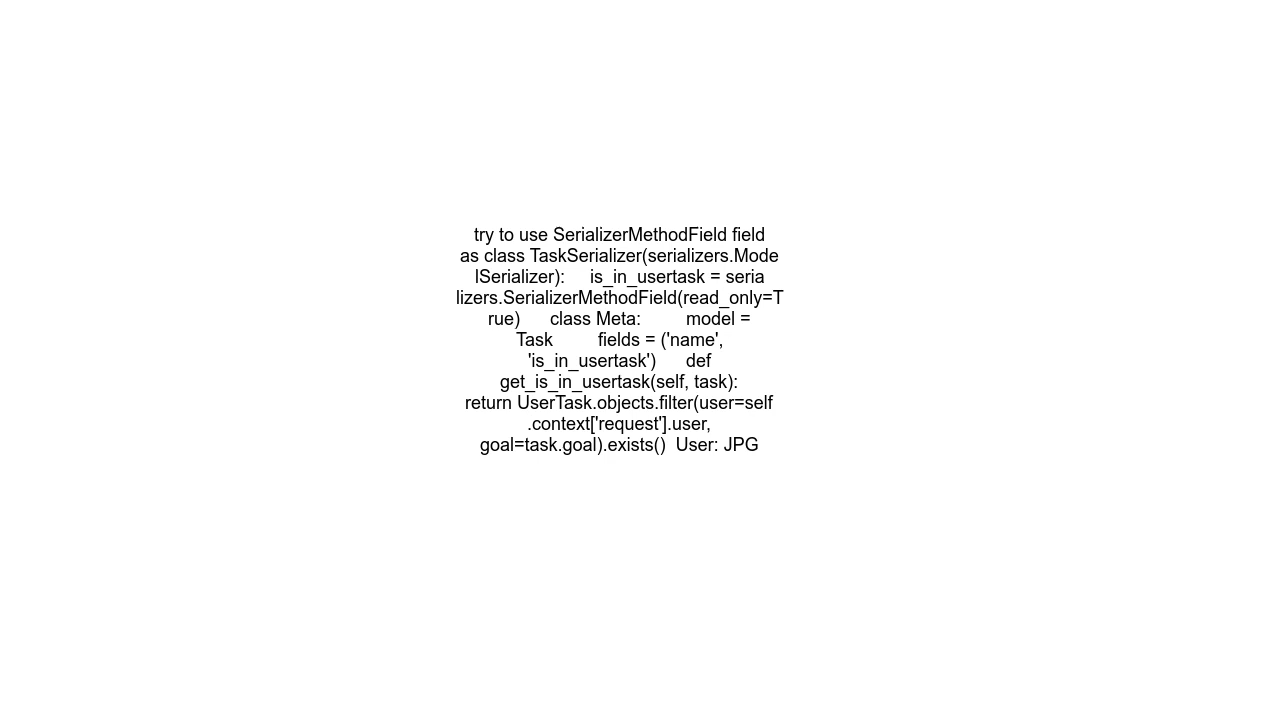 try to use SerializerMethodField field
as class TaskSerializer(serializers.Mode
lSerializer):     is_in_usertask = seria
lizers.SerializerMethodField(read_only=T
rue)      class Meta:         model =
Task         fields = ('name',
'is_in_usertask')      def
get_is_in_usertask(self, task):
return UserTask.objects.filter(user=self
.context['request'].user,
goal=task.goal).exists()  User: JPG